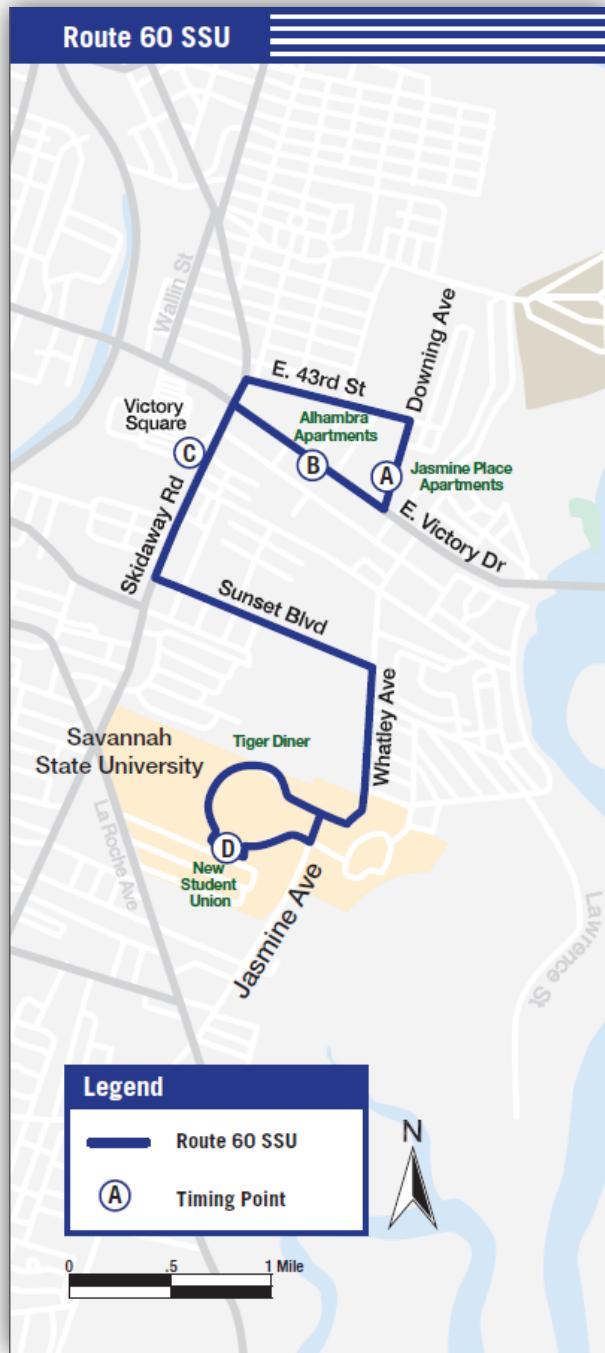 Route 60 SSU
Wallin St
Downing Ave
E. 43rd St
Victory
Square
Alhambra
Apartments
C
B
A
Jasmine Place
Apartments
E. Victory Dr
Skidaway Rd
Sunset Blvd
Whatley Ave
Savannah
State University
Tiger Diner
La Roche Ave
D
New
Student
Union
Jasmine Ave
Lawrence St
Legend
Route 60 SSU
A
Timing Point
N
0 .5 1 Mile